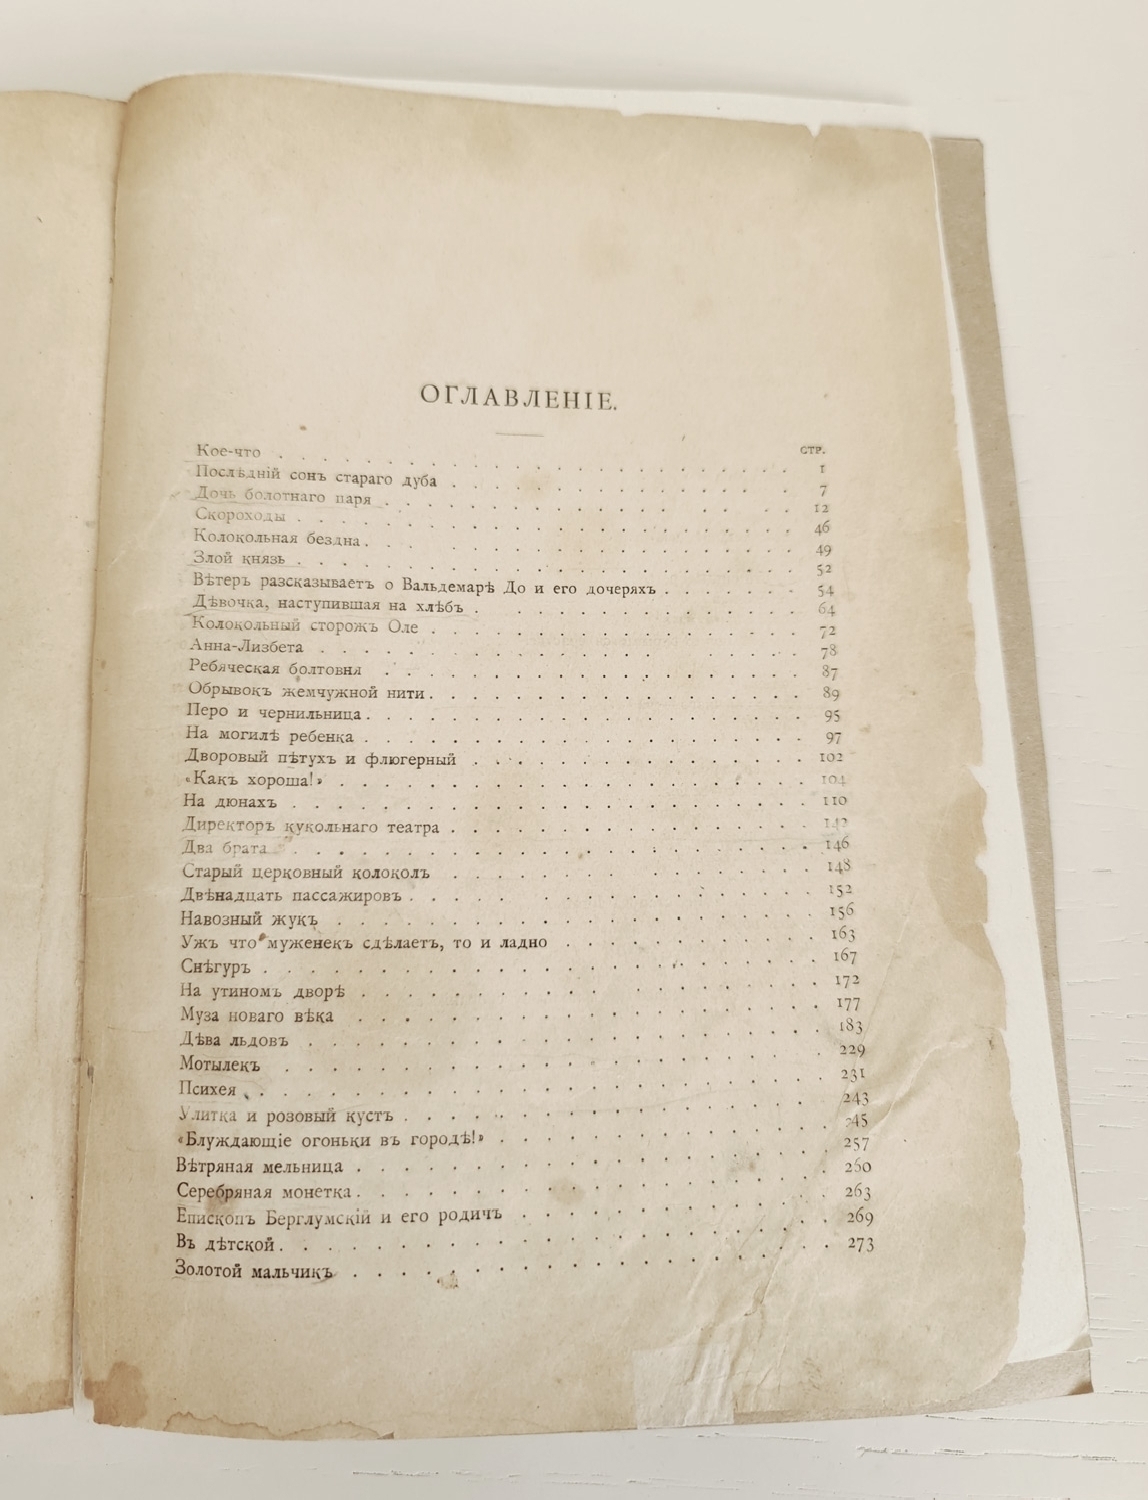 ОГЛАВЛЕНІЕ.
СТР.
Кое-что . . . 1
Послѣдній сонъ стараго дуба . . . 7
Дочь болотнаго царя . . . 12
Скороходы . . . 46
Колокольная бездна . . . 49
Злой князь . . . 52
Вѣтеръ разсказываетъ о Вальдемарѣ До и его дочеряхъ . . . 54
Дѣвочка, наступившая на хлѣбъ . . . 64
Колокольный сторожъ Оле . . . 72
Анна-Лизбета . . . 78
Ребяческая болтовня . . . 87
Обрывокъ жемчужной нити . . . 89
Перо и чернильница . . . 95
На могилѣ ребенка . . . 97
Дворовый пѣтухъ и флюгерный . . . 102
«Какъ хороша!» . . . 104
На дюнахъ . . . 110
Директоръ кукольнаго театра . . . 142
Два брата . . . 146
Старый церковный колоколъ . . . 148
Двѣнадцать пассажировъ . . . 152
Навозный жукъ . . . 156
Ужъ что муженекъ сдѣлаетъ, то и ладно . . . 163
Снѣгуръ . . . 167
На утиномъ дворѣ . . . 172
Муза новаго вѣка . . . 177
Дѣва льдовъ . . . 183
Мотылекъ . . . 229
Психея . . . 231
Улитка и розовый кустъ . . . 243
«Блуждающіе огоньки въ городѣ!» . . . 245
Вѣтряная мельница . . . 257
Серебряная монетка . . . 260
Епископъ Берглумскій и его родичъ . . . 263
Въ дѣтской . . . 269
Золотой мальчикъ . . . 273